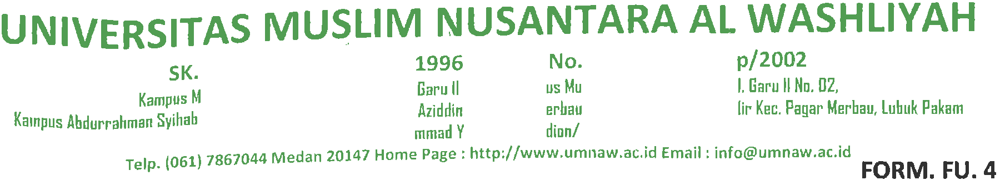 UNIVERSITAS MUSLIM NUSANTARA AL WASHLIYAH
SK. 1996 No. p/2002
Kampus M Garu II us Mu l. Garu II No. 02,
Kampus Abdurrahman Syihab Aziddin erbau lir Kec. Pagar Merbau, Lubuk Pakam
mmad Y dion/
Telp. (061) 7867044 Medan 20147 Home Page : http://www.umnaw.ac.id Email : info@umnaw.ac.id
FORM. FU. 4